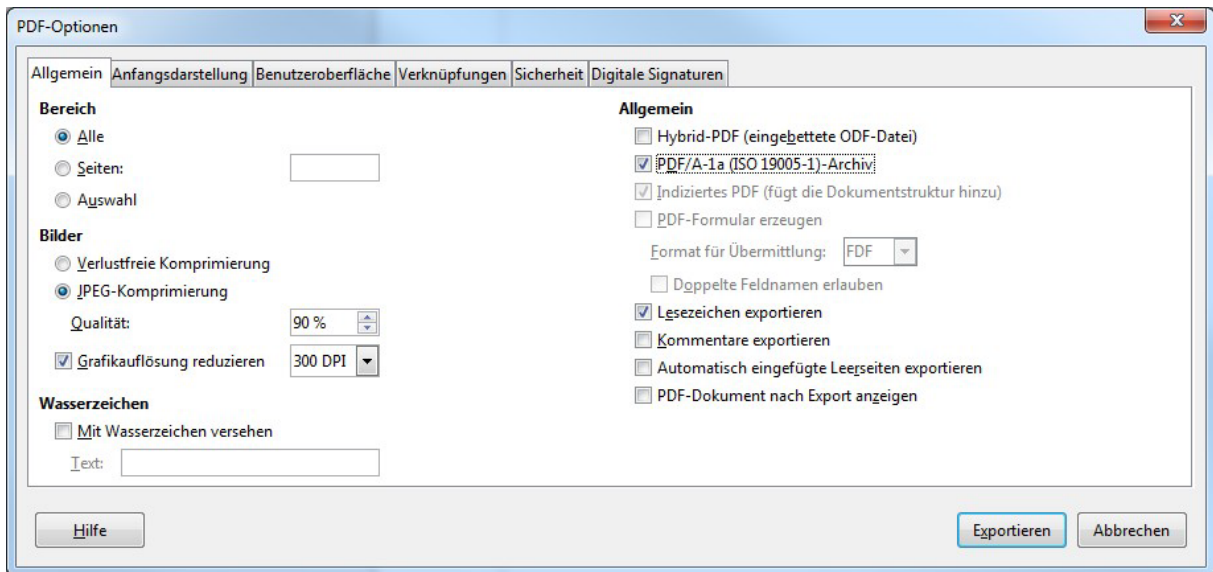 PDF-Optionen
Allgemein Anfangsdarstellung Benutzeroberfläche Verknüpfungen Sicherheit Digitale Signaturen
Bereich
Alle
Seiten:
Auswahl
Bilder
Verlustfreie Komprimierung
JPEG-Komprimierung
Qualität: 90 %
Grafikauflösung reduzieren 300 DPI
Wasserzeichen
Mit Wasserzeichen versehen
Text:
Allgemein
Hybrid-PDF (eingebettete ODF-Datei)
PDF/A-1a (ISO 19005-1)-Archiv
Indiziertes PDF (fügt die Dokumentstruktur hinzu)
PDF-Formular erzeugen
Format für Übermittlung: FDF
Doppelte Feldnamen erlauben
Lesezeichen exportieren
Kommentare exportieren
Automatisch eingefügte Leerseiten exportieren
PDF-Dokument nach Export anzeigen
Hilfe Exportieren Abbrechen